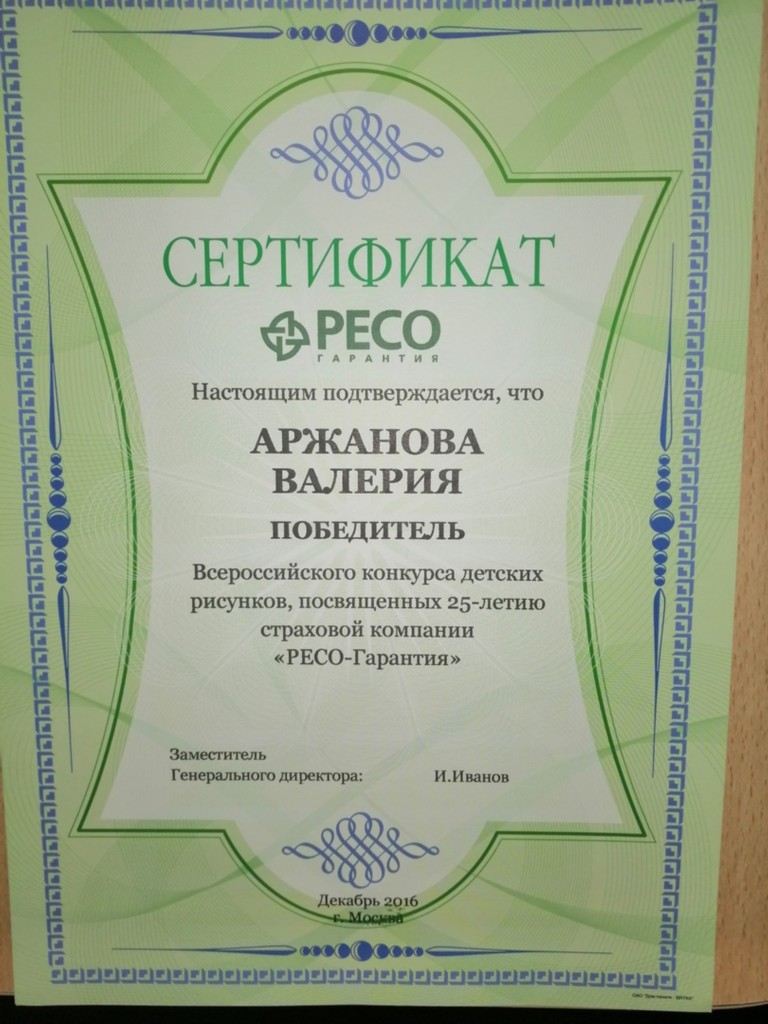 СЕРТИФИКАТ
РЕСО
ГАРАНТИЯ
Настоящим подтверждается, что
АРЖАНОВА
ВАЛЕРИЯ
ПОБЕДИТЕЛЬ
Всероссийского конкурса детских
рисунков, посвященных 25-летию
страховой компании
«РЕСО-Гарантия»
Заместитель
Генерального директора: И.Иванов
Декабрь 2016
г. Москва